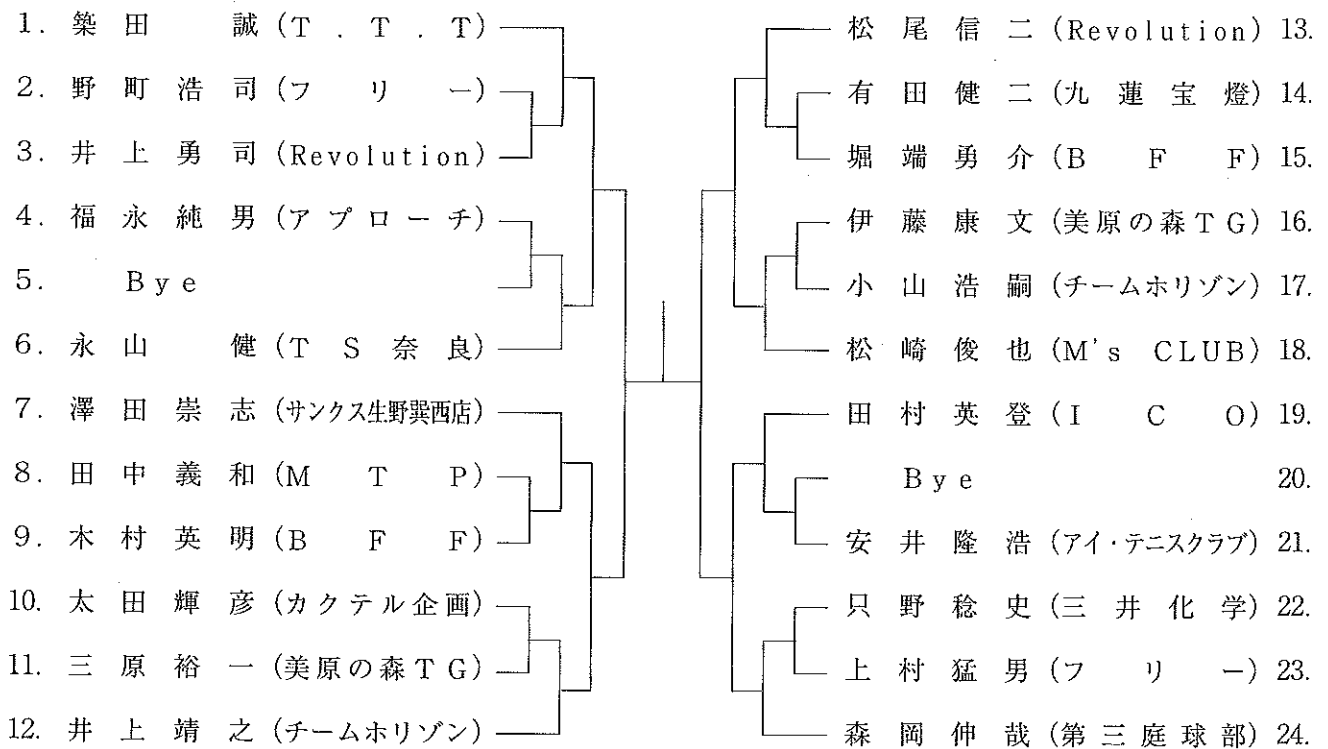 1. 築田 誠 (T.T.T)
2. 野町浩司 (フリー)
3. 井上勇司 (Revolution)
4. 福永純男 (アプローチ)
5. Bye
6. 永山 健 (TS奈良)
7. 澤田崇志 (サンクス生野巽西店)
8. 田中義和 (MTP)
9. 木村英明 (BFF)
10. 太田輝彦 (カクテル企画)
11. 三原裕一 (美原の森TG)
12. 井上靖之 (チームホリゾン)
松尾信二 (Revolution) 13.
有田健二 (九蓮宝燈) 14.
堀端勇介 (BFF) 15.
伊藤康文 (美原の森TG) 16.
小山浩嗣 (チームホリゾン) 17.
松崎俊也 (M's CLUB) 18.
田村英登 (ICO) 19.
Bye 20.
安井隆浩 (アイ・テニスクラブ) 21.
只野稔史 (三井化学) 22.
上村猛男 (フリー) 23.
森岡伸哉 (第三庭球部) 24.